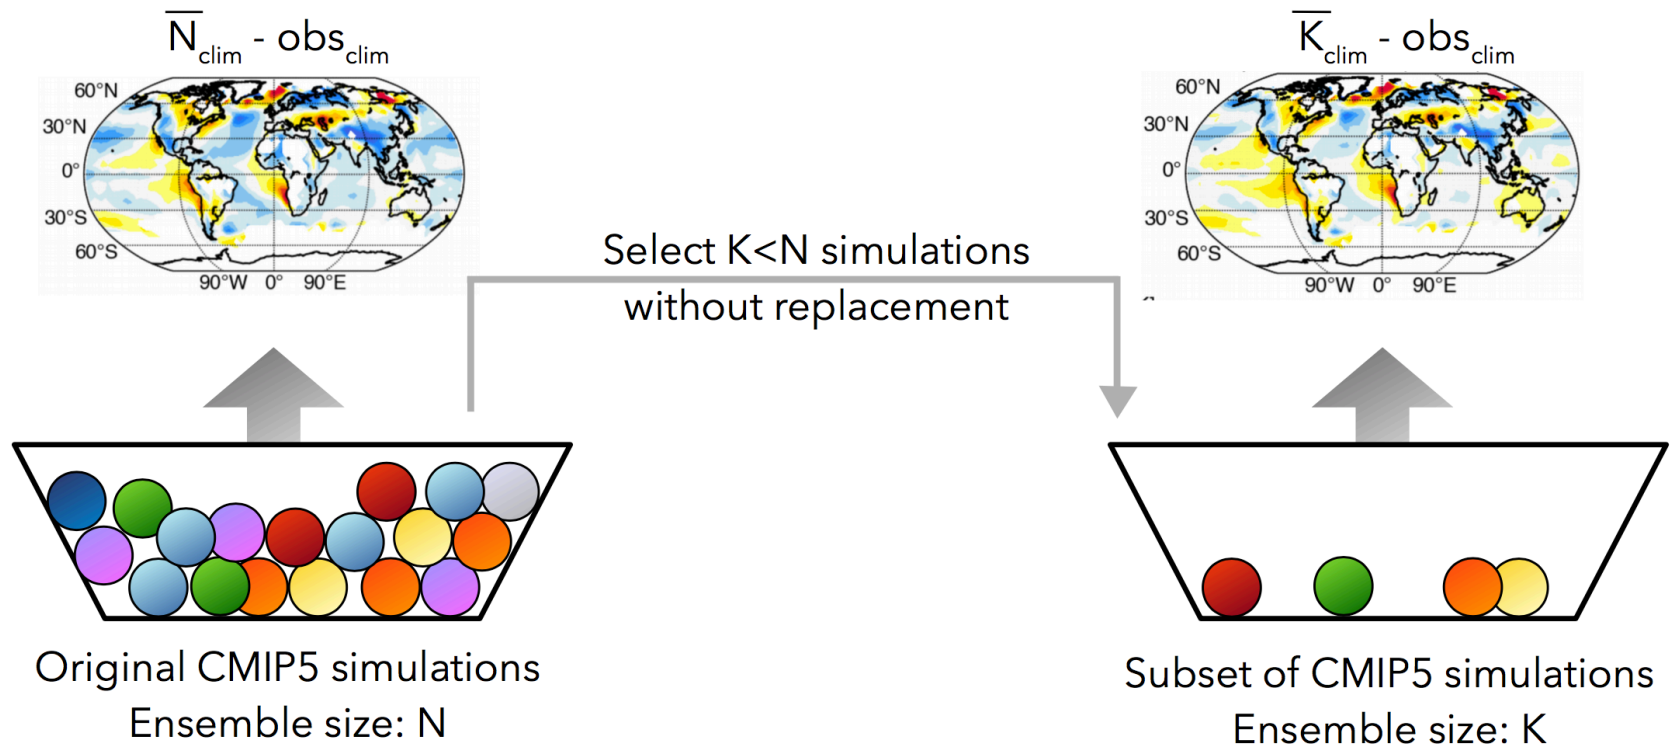 N̅clim - obsclim
K̅clim - obsclim
60°N
30°N
0°
30°S
60°S
90°W 0° 90°E
60°N
30°N
0°
30°S
60°S
90°W 0° 90°E
Select K<N simulations
without replacement
Original CMIP5 simulations
Ensemble size: N
Subset of CMIP5 simulations
Ensemble size: K